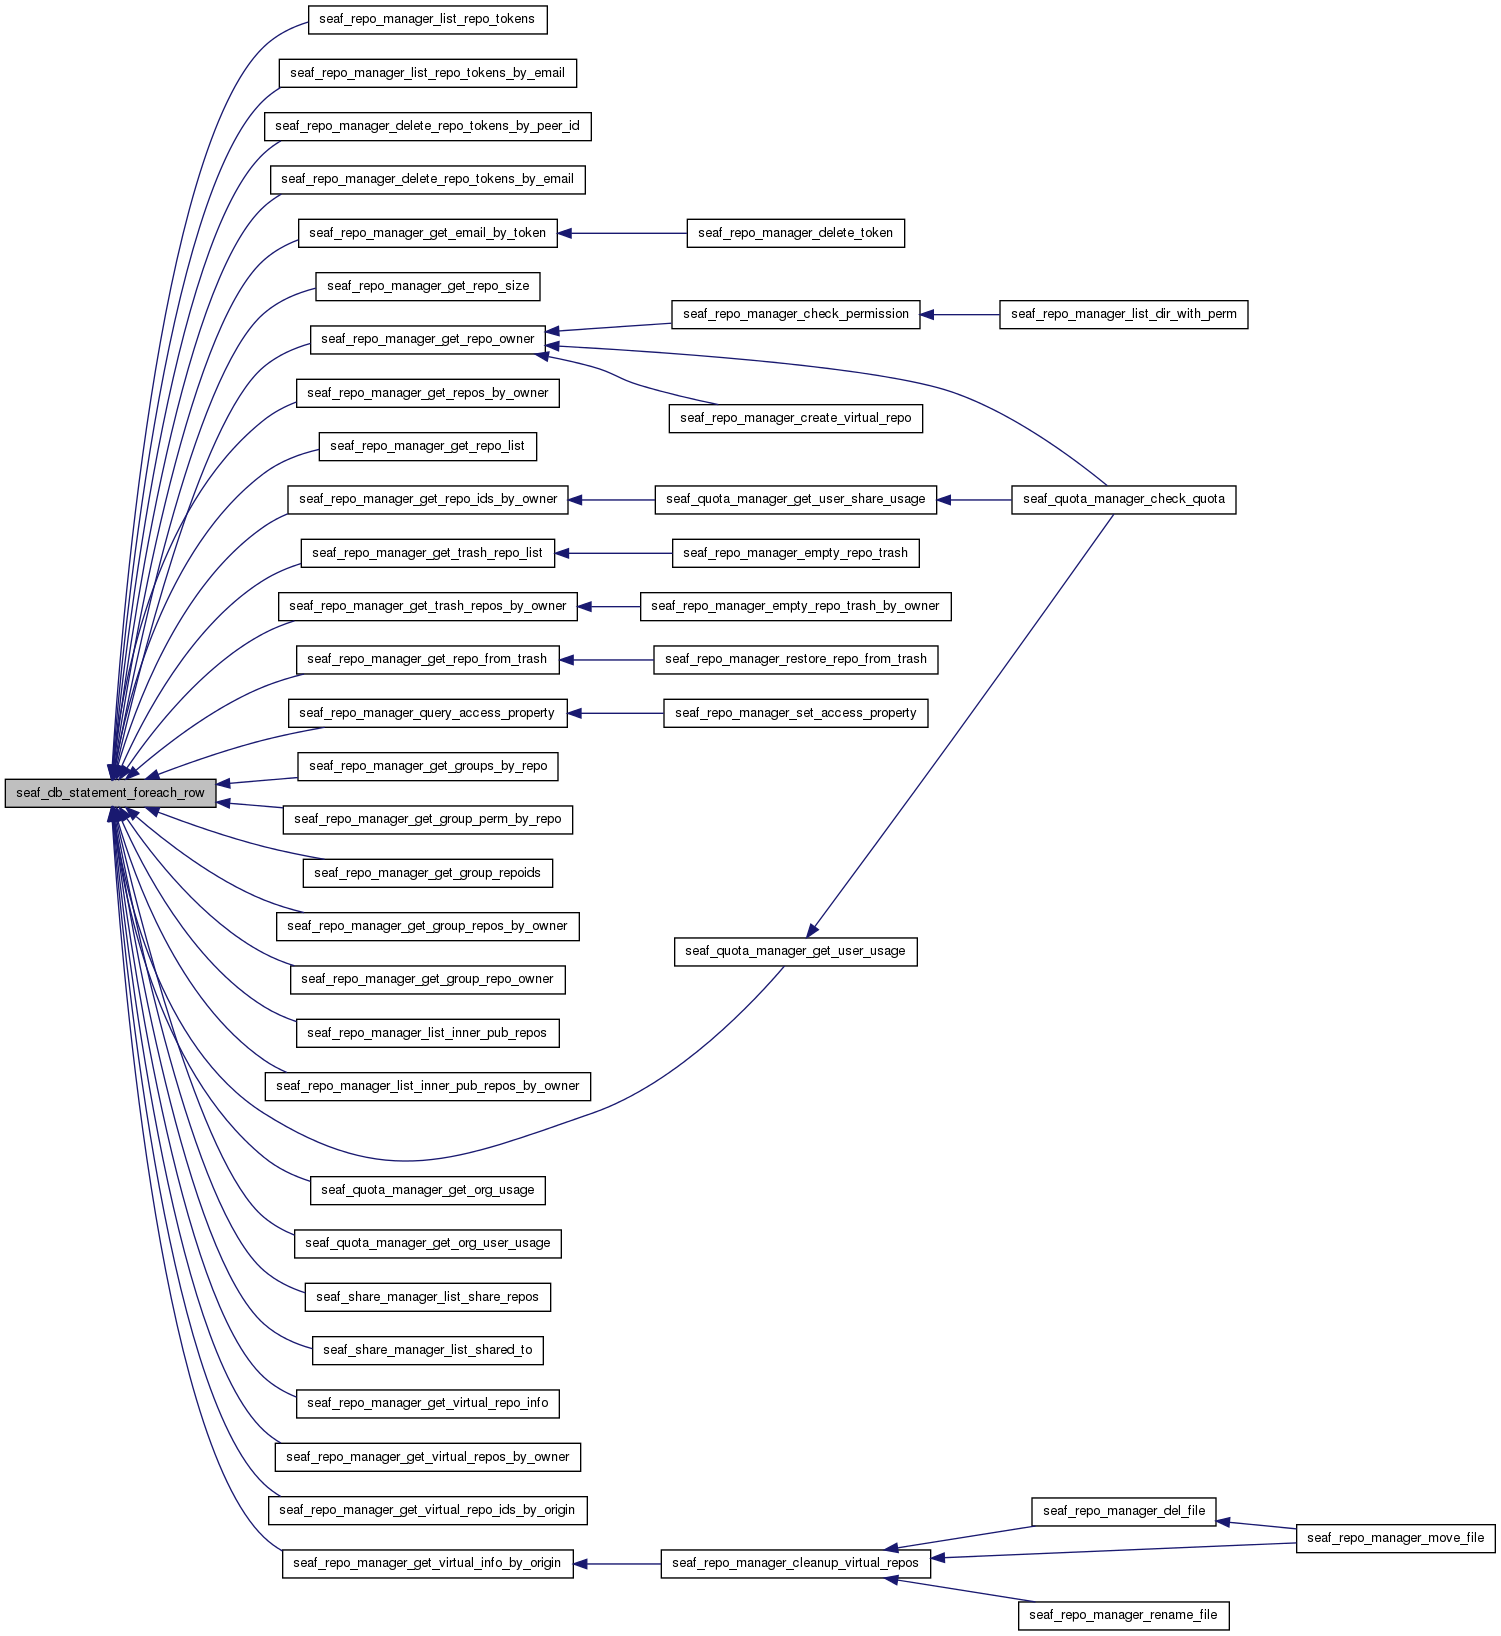 seaf_repo_manager_list_repo_tokens
seaf_repo_manager_list_repo_tokens_by_email
seaf_repo_manager_delete_repo_tokens_by_peer_id
seaf_repo_manager_delete_repo_tokens_by_email
seaf_repo_manager_get_email_by_token
seaf_repo_manager_delete_token
seaf_repo_manager_get_repo_size
seaf_repo_manager_check_permission
seaf_repo_manager_list_dir_with_perm
seaf_repo_manager_get_repo_owner
seaf_repo_manager_get_repos_by_owner
seaf_repo_manager_create_virtual_repo
seaf_repo_manager_get_repo_list
seaf_repo_manager_get_repo_ids_by_owner
seaf_quota_manager_get_user_share_usage
seaf_quota_manager_check_quota
seaf_repo_manager_get_trash_repo_list
seaf_repo_manager_empty_repo_trash
seaf_repo_manager_get_trash_repos_by_owner
seaf_repo_manager_empty_repo_trash_by_owner
seaf_repo_manager_get_repo_from_trash
seaf_repo_manager_restore_repo_from_trash
seaf_repo_manager_query_access_property
seaf_repo_manager_set_access_property
seaf_repo_manager_get_groups_by_repo
seaf_db_statement_foreach_row
seaf_repo_manager_get_group_perm_by_repo
seaf_repo_manager_get_group_repoids
seaf_repo_manager_get_group_repos_by_owner
seaf_quota_manager_get_user_usage
seaf_repo_manager_get_group_repo_owner
seaf_repo_manager_list_inner_pub_repos
seaf_repo_manager_list_inner_pub_repos_by_owner
seaf_quota_manager_get_org_usage
seaf_quota_manager_get_org_user_usage
seaf_share_manager_list_share_repos
seaf_share_manager_list_shared_to
seaf_repo_manager_get_virtual_repo_info
seaf_repo_manager_get_virtual_repos_by_owner
seaf_repo_manager_get_virtual_repo_ids_by_origin
seaf_repo_manager_del_file
seaf_repo_manager_move_file
seaf_repo_manager_get_virtual_info_by_origin
seaf_repo_manager_cleanup_virtual_repos
seaf_repo_manager_rename_file